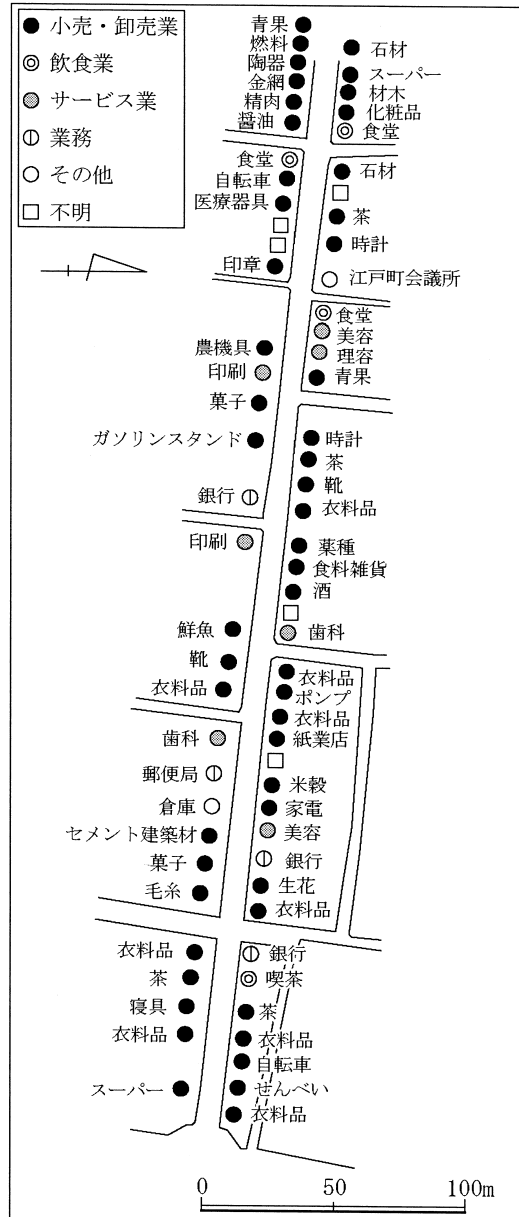 小売・卸売業
飲食業
サービス業
業務
その他
不明
青果
燃料
陶器
金網
精肉
醤油
石材
スーパー
材木
化粧品
食堂
食堂
自転車
医療器具
印章
石材
茶
時計
江戸町会議所
食堂
美容
理容
青果
農機具
印刷
菓子
ガソリンスタンド
銀行
時計
茶
靴
衣料品
薬種
食料雑貨
酒
歯科
印刷
鮮魚
靴
衣料品
衣料品
ポンプ
衣料品
紙業店
米穀
家電
美容
銀行
生花
衣料品
歯科
郵便局
倉庫
セメント建築材
菓子
毛糸
衣料品
茶
寝具
衣料品
スーパー
銀行
喫茶
茶
衣料品
自転車
せんべい
衣料品
0 50 100m